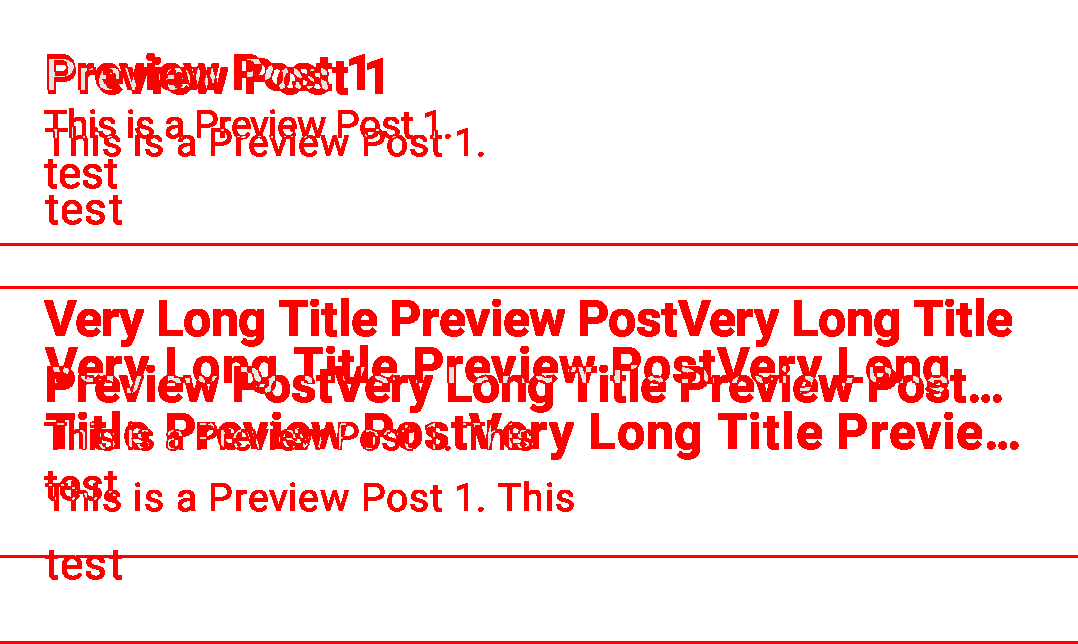 Preview Post 1
Preview Post 1
This is a Preview Post 1.
This is a Preview Post 1.
test
test
Very Long Title Preview PostVery Long Title
Very Long Title Preview PostVery Long
Preview PostVery Long Title Preview Post...
Title Preview PostVery Long Title Previe...
This is a Preview Post 1. This
test
This is a Preview Post 1. This
test